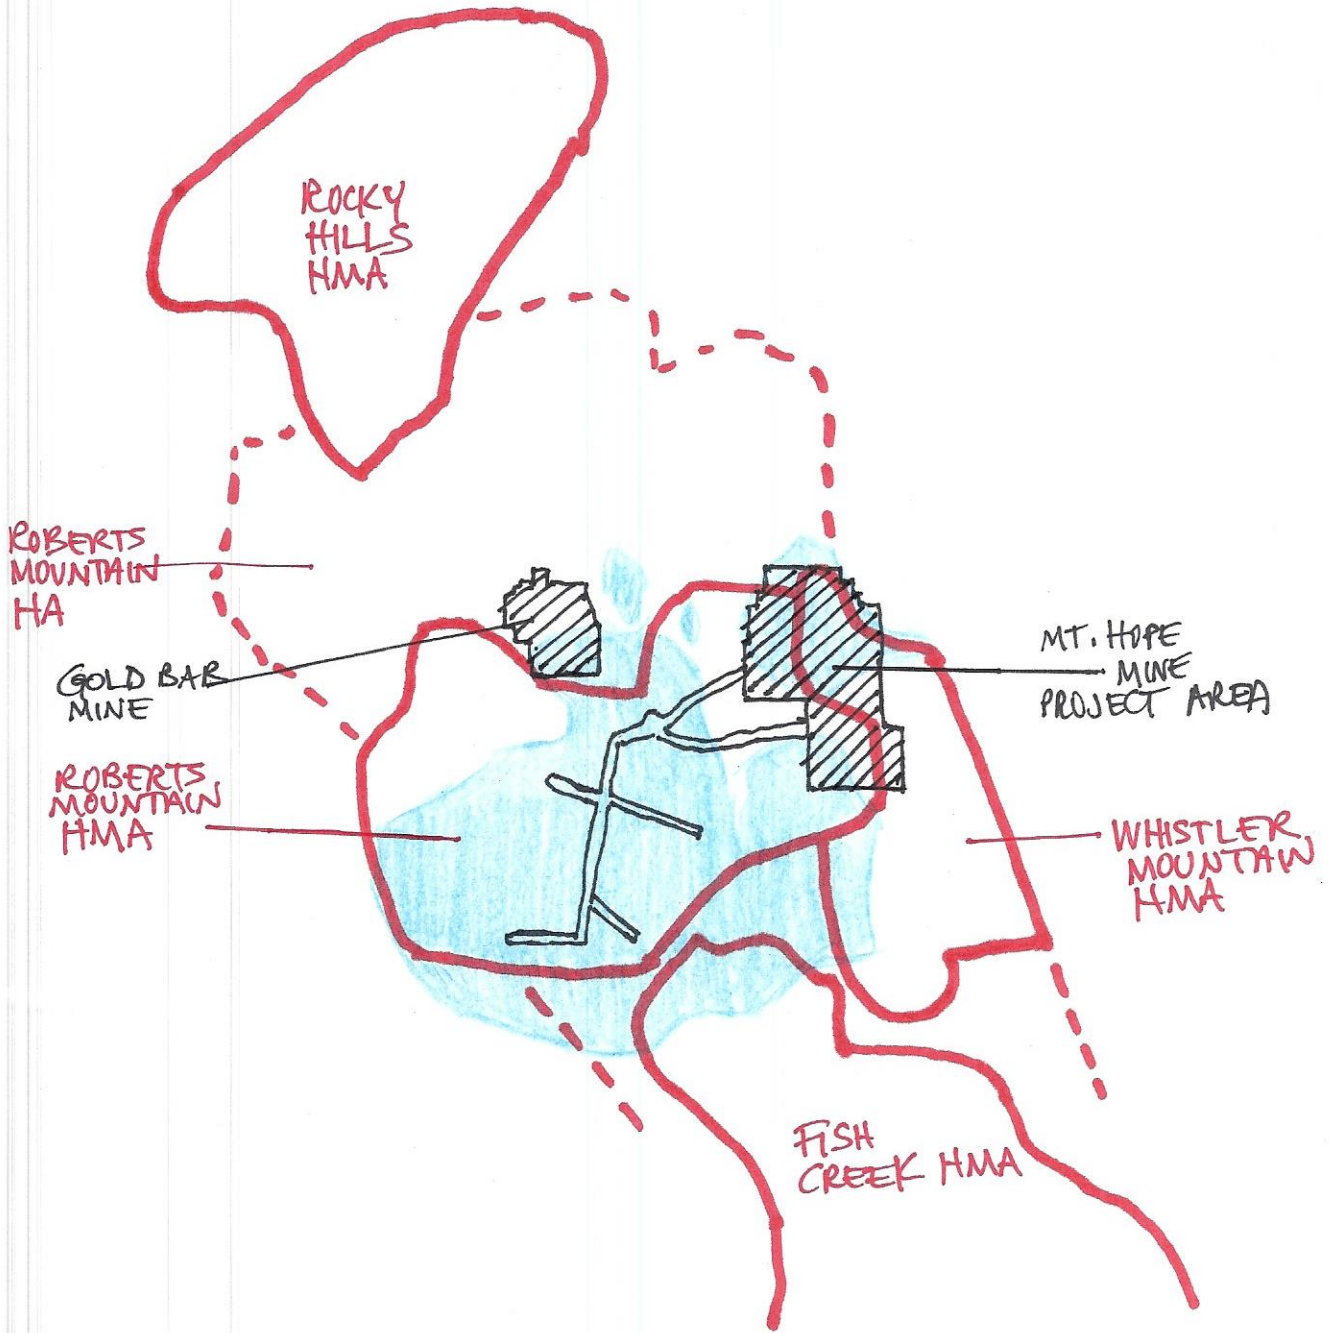 ROCKY
HILLS
HMA
ROBERTS
MOUNTAIN
HA
GOLD BAR
MINE
MT. HOPE
MINE
PROJECT AREA
ROBERTS
MOUNTAIN
HMA
WHISTLER
MOUNTAIN
HMA
FISH
CREEK HMA